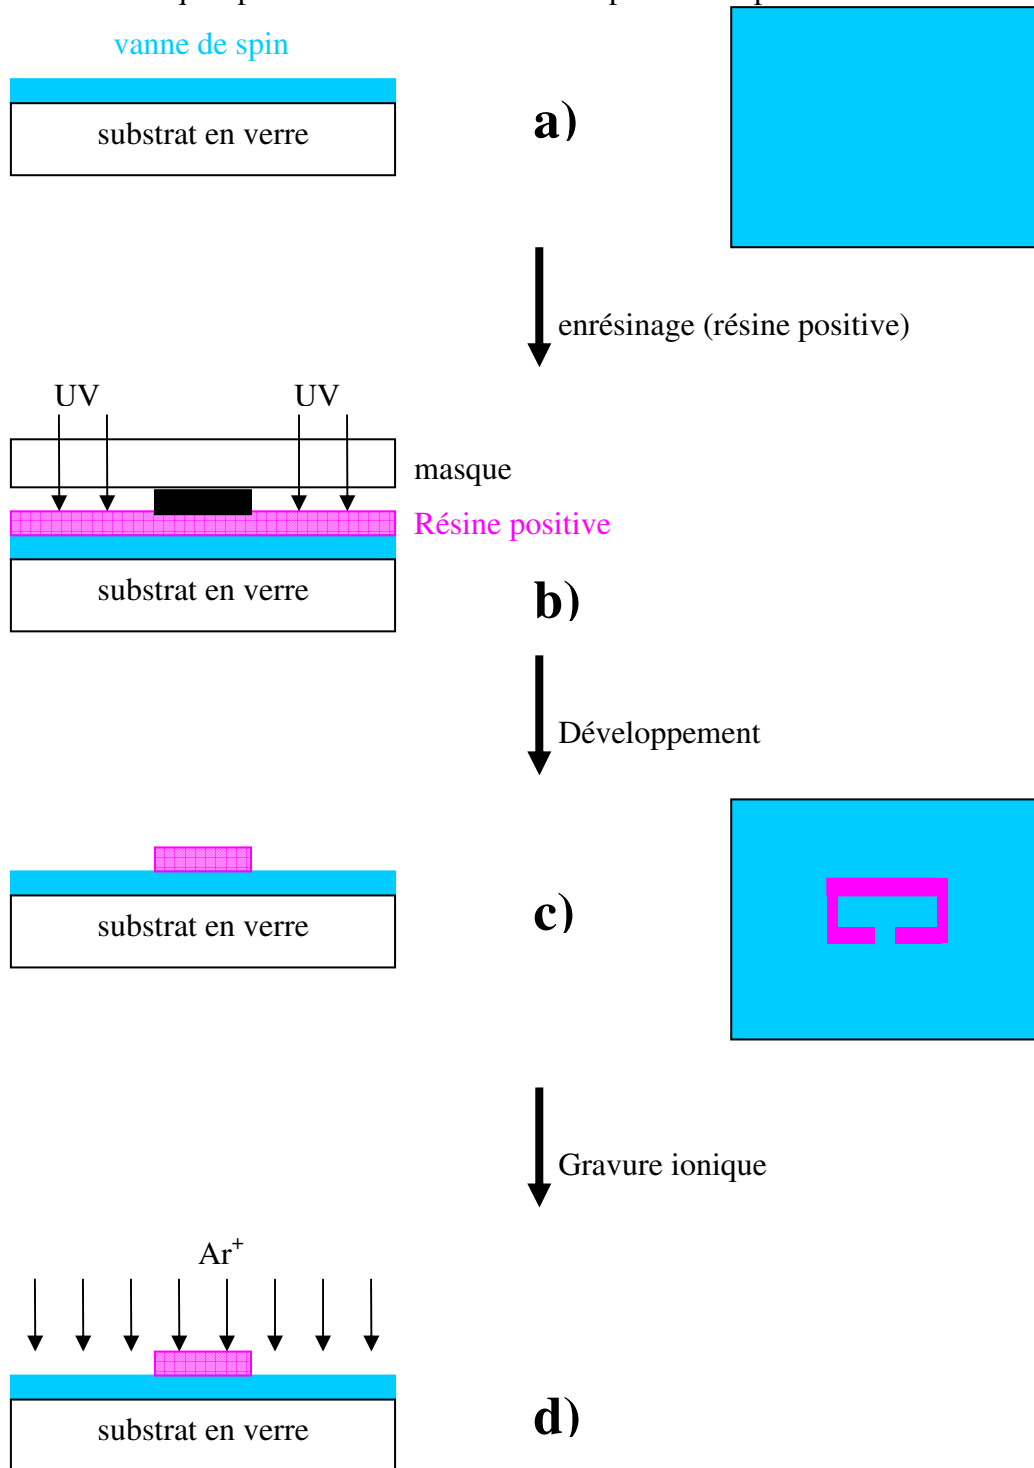 vanne de spin
substrat en verre
a)
enrésinage (résine positive)
UV UV
masque
Résine positive
substrat en verre
b)
Développement
substrat en verre
c)
Gravure ionique
Ar+
substrat en verre
d)